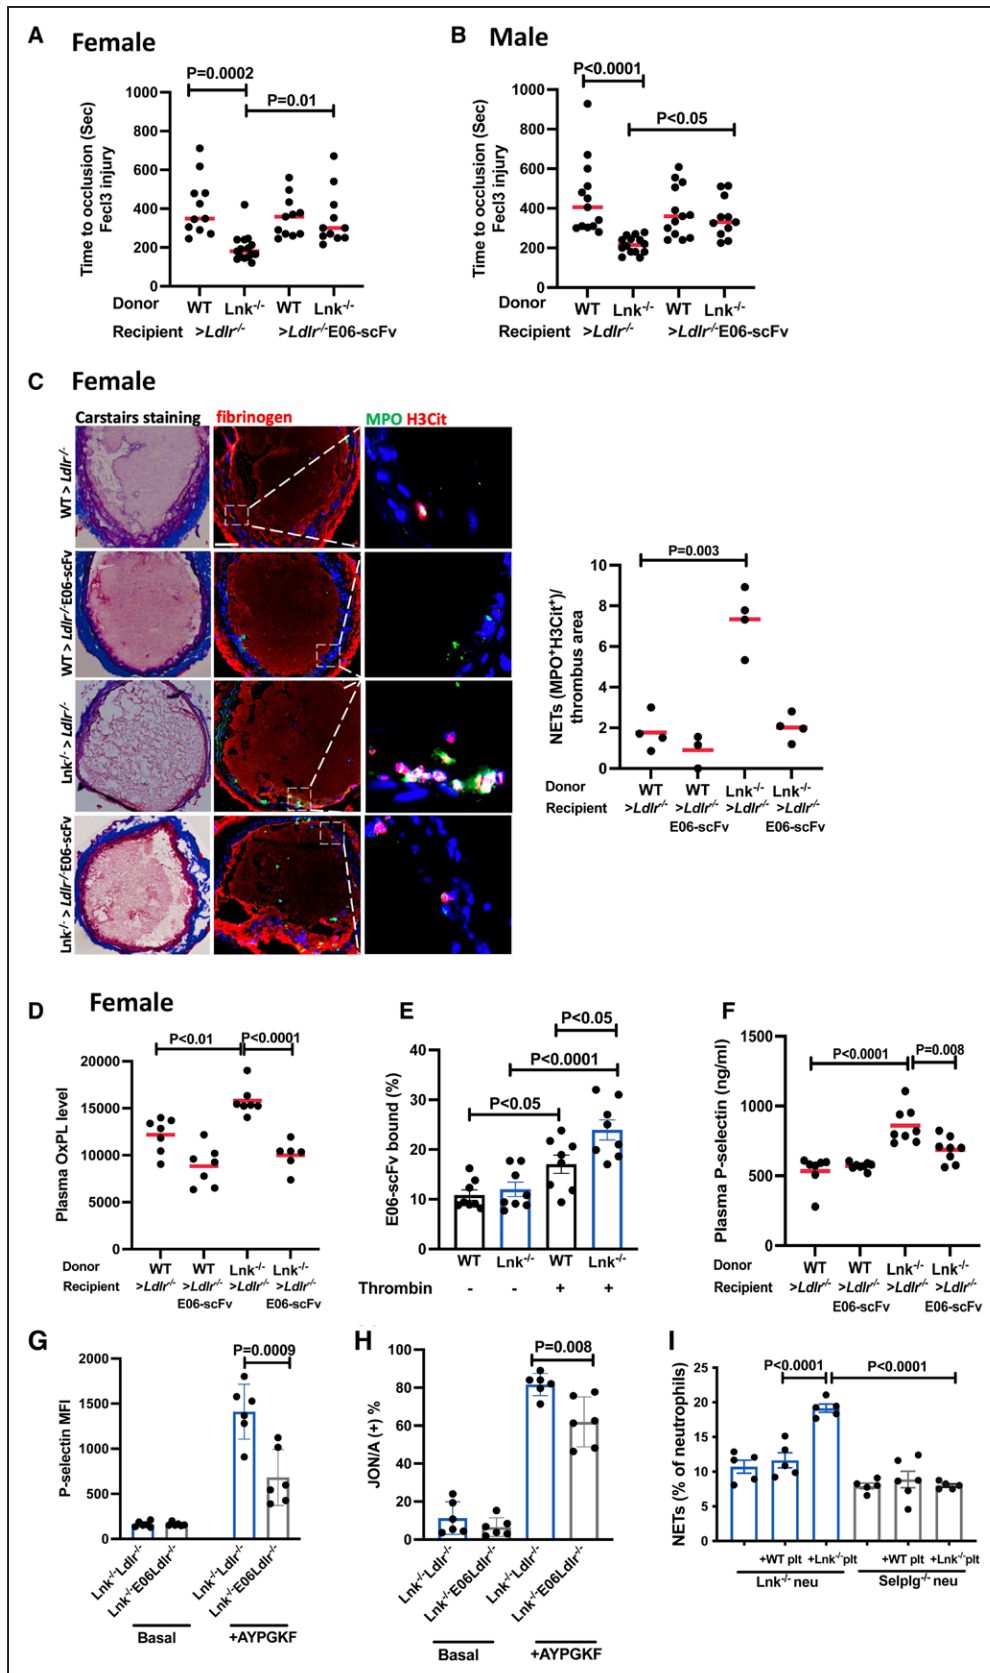 A Female
P=0.0002
P=0.01
Time to occlusion (Sec)
Fecl3 injury
1000
800
600
400
200
0
Donor WT Lnk-/- WT Lnk-/-
Recipient >Ldlr-/- >Ldlr-/-E06-scFv
B Male
P<0.0001
P<0.05
Time to occlusion (Sec)
Fecl3 injury
1000
800
600
400
200
0
Donor WT Lnk-/- WT Lnk-/-
Recipient >Ldlr-/- >Ldlr-/-E06-scFv
C Female
Carstairs staining fibrinogen MPO H3Cit
WT > Ldlr-/-
WT > Ldlr-/-E06-scFv
Lnk-/- > Ldlr-/-
Lnk-/- > Ldlr-/-E06-scFv
P=0.003
NETs (MPO+H3Cit+)/
thrombus area
10
8
6
4
2
0
Donor WT WT Lnk-/- Lnk-/-
Recipient >Ldlr-/- >Ldlr-/- >Ldlr-/- >Ldlr-/-
E06-scFv E06-scFv
D Female
P<0.01 P<0.0001
Plasma OxPL level
20000
15000
10000
5000
0
Donor WT WT Lnk-/- Lnk-/-
Recipient >Ldlr-/- >Ldlr-/- >Ldlr-/- >Ldlr-/-
E06-scFv E06-scFv
E
P<0.05
P<0.0001
P<0.05
E06-scFv bound (%)
40
30
20
10
0
WT Lnk-/- WT Lnk-/-
Thrombin - - + +
F
P<0.0001 P=0.008
Plasma P-selectin (ng/ml)
1500
1000
500
0
Donor WT WT Lnk-/- Lnk-/-
Recipient >Ldlr-/- >Ldlr-/- >Ldlr-/- >Ldlr-/-
E06-scFv E06-scFv
G
P=0.0009
P-selectin MFI
2000
1500
1000
500
0
Lnk-/-Ldlr-/- Lnk-/-E06Ldlr-/- Lnk-/-Ldlr-/- Lnk-/-E06Ldlr-/-
Basal +AYPGKF
H
P=0.008
JON/A (+) %
80
60
40
20
0
Lnk-/-Ldlr-/- Lnk-/-E06Ldlr-/- Lnk-/-Ldlr-/- Lnk-/-E06Ldlr-/-
Basal +AYPGKF
I
P<0.0001 P<0.0001
NETs (% of neutrophils)
25
20
15
10
5
0
+WT plt +Lnk-/-plt +WT plt +Lnk-/-plt
Lnk-/- neu Selplg-/- neu